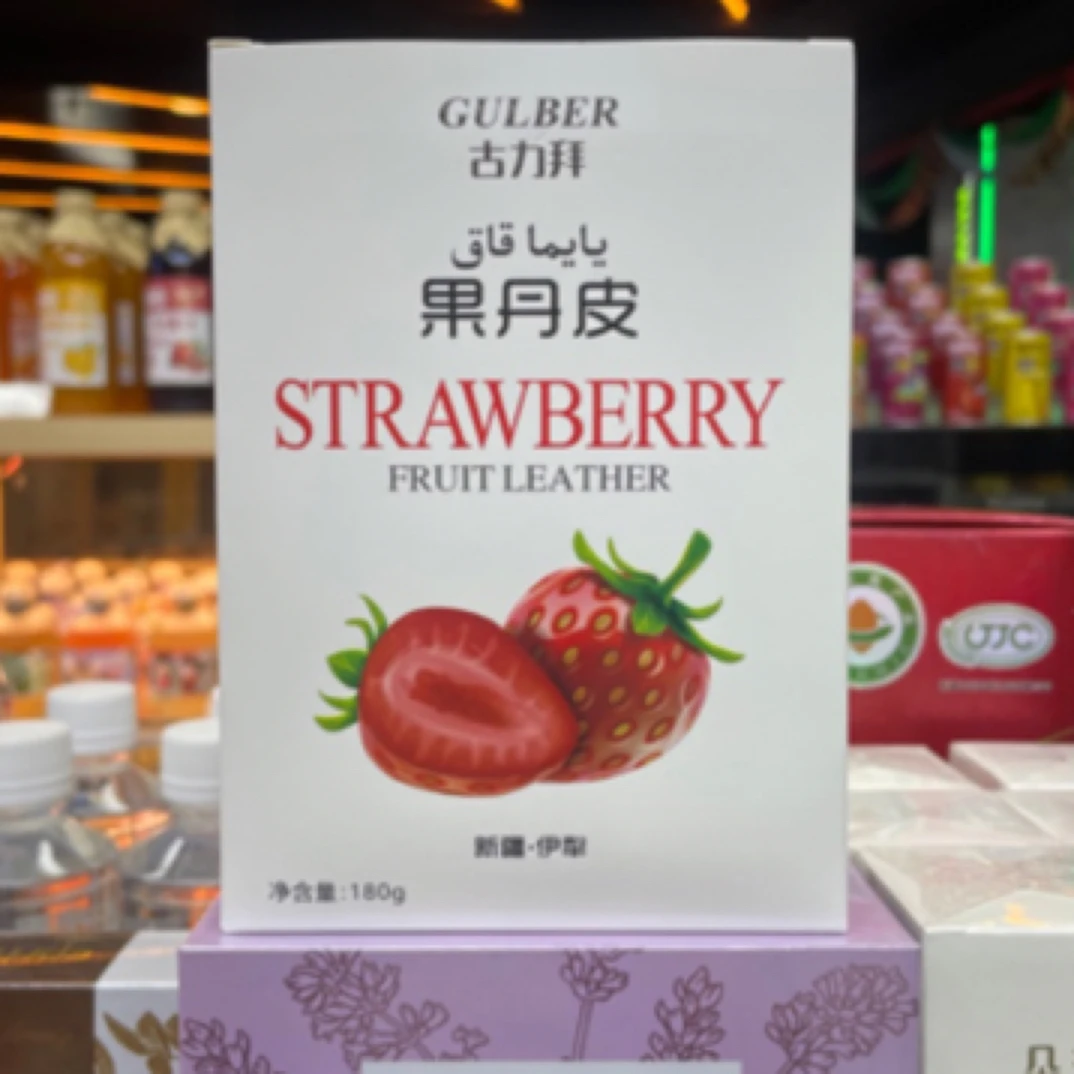 GULBER
古力拜
يايما قاق
果丹皮
STRAWBERRY
FRUIT LEATHER
新疆·伊犁
净含量:180g